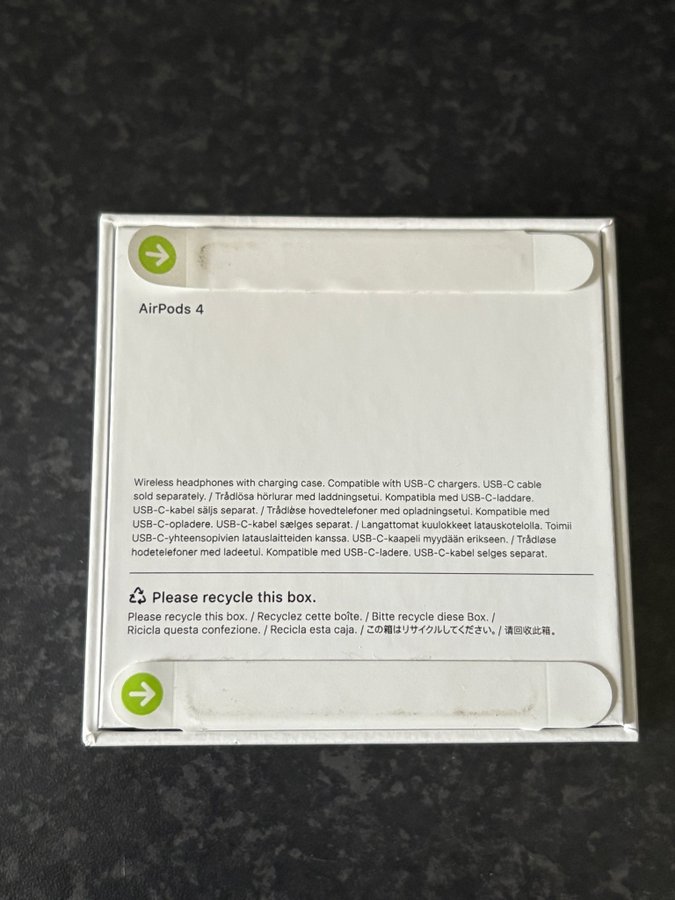 AirPods 4
Wireless headphones with charging case. Compatible with USB-C chargers. USB-C cable
sold separately. / Trådlösa hörlurar med laddningsetui. Kompatibla med USB-C-laddare.
USB-C-kabel säljs separat. / Trådløse hovedtelefoner med opladningsetui. Kompatible med
USB-C-opladere. USB-C-kabel sælges separat. / Langattomat kuulokkeet latauskotelolla. Toimii
USB-C-yhteensopivien latauslaitteiden kanssa. USB-C-kaapeli myydään erikseen. / Trådløse
hodetelefoner med ladeetui. Kompatible med USB-C-ladere. USB-C-kabel selges separat.
Please recycle this box.
Please recycle this box. / Recyclez cette boîte. / Bitte recycle diese Box. /
Ricicla questa confezione. / Recicla esta caja. / この箱はリサイクルしてください。/ 请回收此箱。